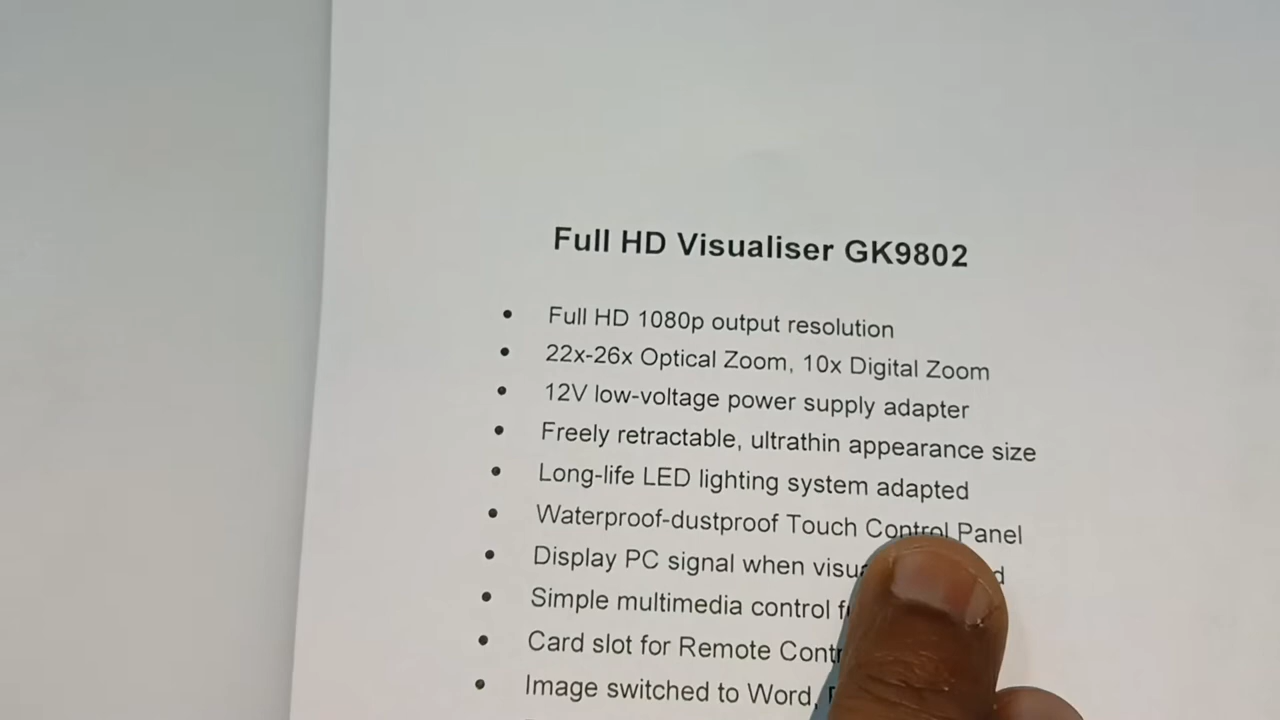 Full HD Visualiser GK9802
• Full HD 1080p output resolution
• 22x-26x Optical Zoom, 10x Digital Zoom
• 12V low-voltage power supply adapter
• Freely retractable, ultrathin appearance size
• Long-life LED lighting system adapted
• Waterproof-dustproof Touch Control Panel
• Display PC signal when
• Simple multimedia control
• Card slot for Remote
• Image switched to Word,